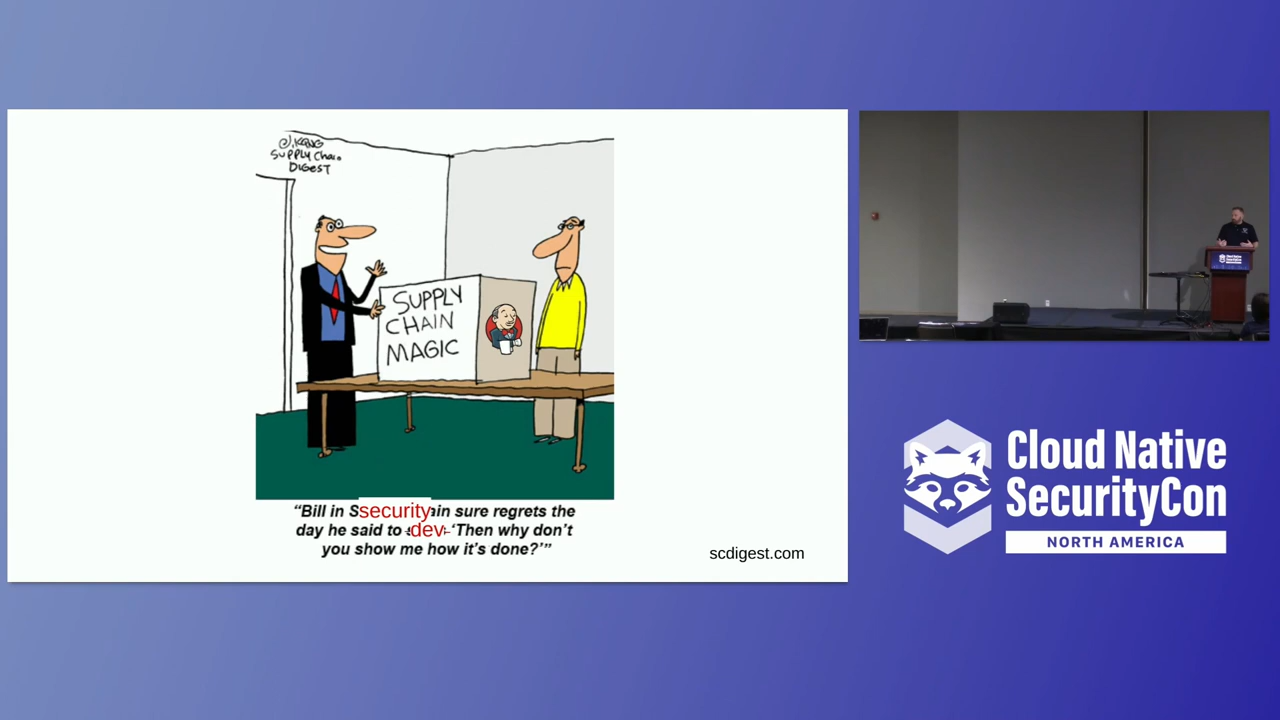 @.KANG
SUPPLY Chain
DIGEST
SUPPLY
CHAIN
MAGIC
“Bill in Ssecurityain sure regrets the
day he said to dev ‘Then why don’t
you show me how it’s done?’”
scdigest.com
Cloud Native
SecurityCon
NORTH AMERICA